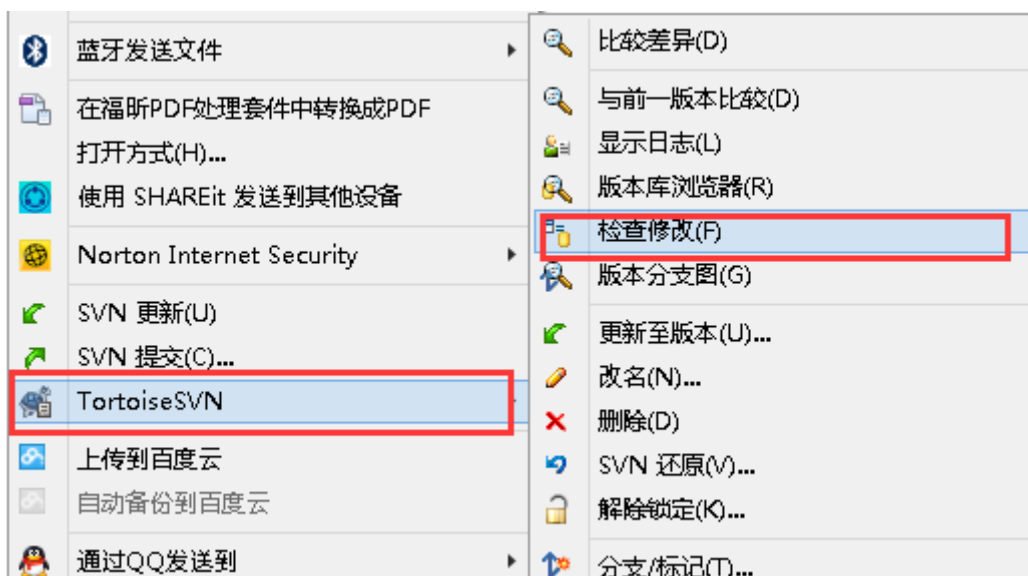 蓝牙发送文件
在福昕PDF处理套件中转换成PDF
打开方式(H)...
使用 SHAREit 发送到其他设备
Norton Internet Security
SVN 更新(U)
SVN 提交(C)...
TortoiseSVN
上传到百度云
自动备份到百度云
通过QQ发送到
比较差异(D)
与前一版本比较(D)
显示日志(L)
版本库浏览器(R)
检查修改(F)
版本分支图(G)
更新至版本(U)...
改名(N)...
删除(D)
SVN 还原(V)...
解除锁定(K)...
分支/标记(T)...